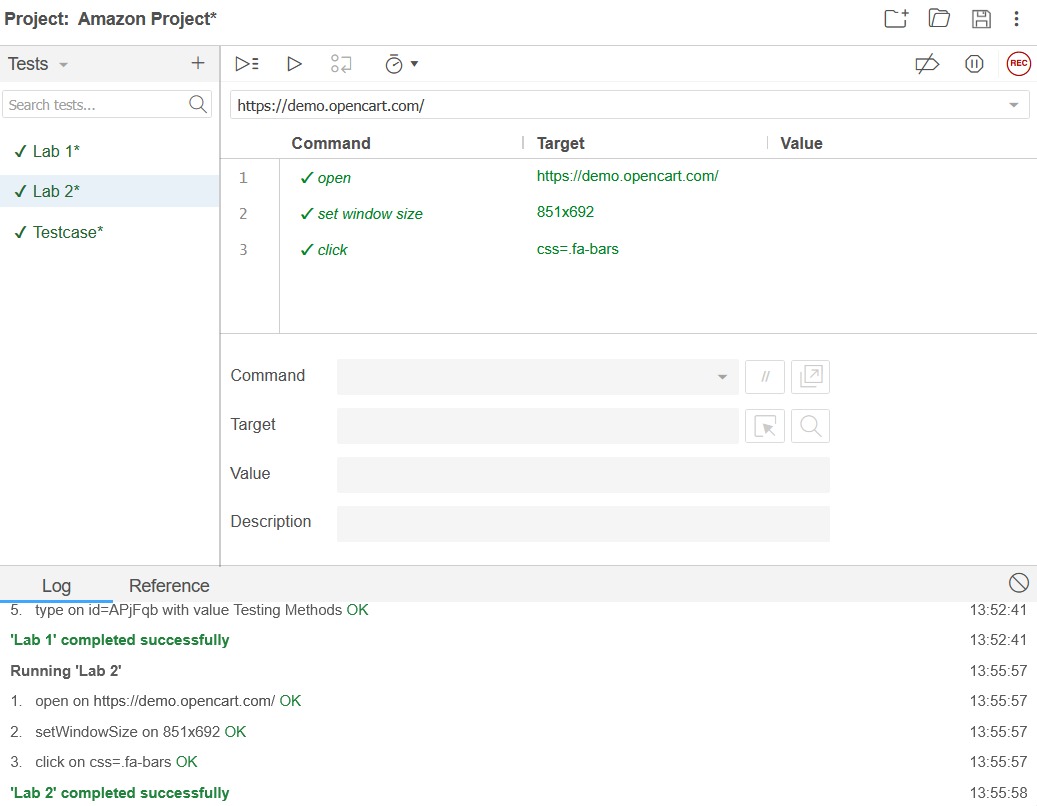 Project: Amazon Project*
Tests
Search tests...
✓ Lab 1*
✓ Lab 2*
✓ Testcase*
REC
https://demo.opencart.com/
Command Target Value
1 ✓ open https://demo.opencart.com/
2 ✓ set window size 851x692
3 ✓ click css=.fa-bars
Command //
Target
Value
Description
Log Reference
5. type on id=APjFqb with value Testing Methods OK 13:52:41
'Lab 1' completed successfully 13:52:41
Running 'Lab 2' 13:55:57
1. open on https://demo.opencart.com/ OK 13:55:57
2. setWindowSize on 851x692 OK 13:55:57
3. click on css=.fa-bars OK 13:55:57
'Lab 2' completed successfully 13:55:58